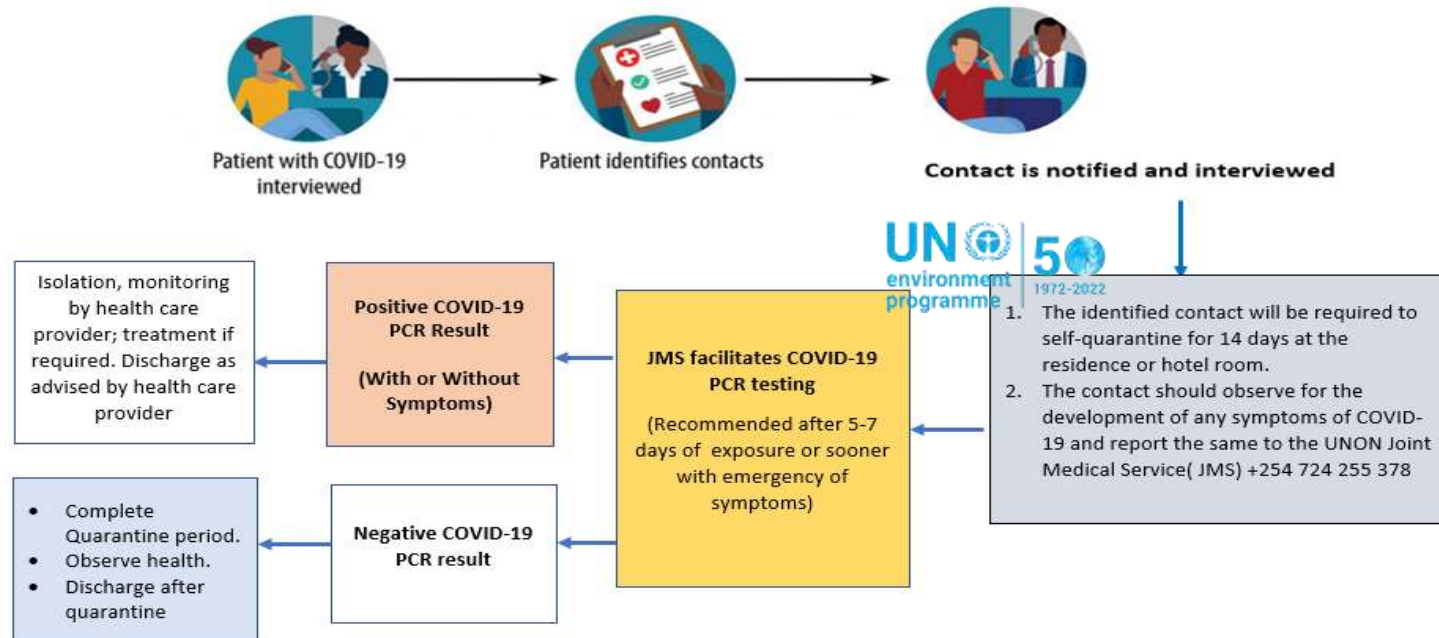 Patient with COVID-19
interviewed
Patient identifies contacts
Contact is notified and interviewed
UN
environment
programme
50
1972-2022
1. The identified contact will be required to
self-quarantine for 14 days at the
residence or hotel room.
2. The contact should observe for the
development of any symptoms of COVID-
19 and report the same to the UNON Joint
Medical Service( JMS) +254 724 255 378
JMS facilitates COVID-19
PCR testing
(Recommended after 5-7
days of exposure or sooner
with emergency of
symptoms)
Positive COVID-19
PCR Result
(With or Without
Symptoms)
Isolation, monitoring
by health care
provider; treatment if
required. Discharge as
advised by health care
provider
Negative COVID-19
PCR result
• Complete
Quarantine period.
• Observe health.
• Discharge after
quarantine